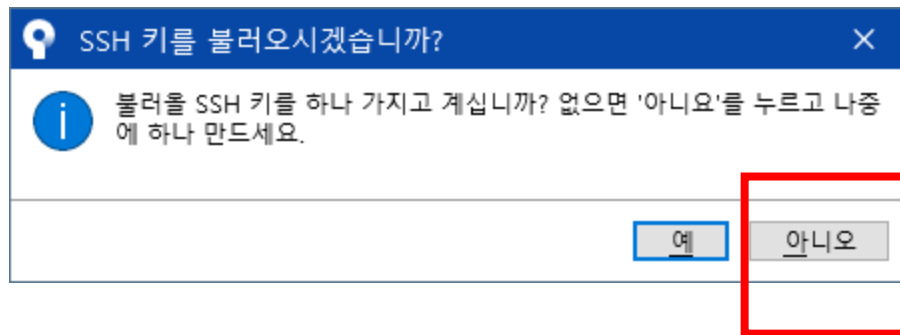 SSH 키를 불러오시겠습니까?
불러올 SSH 키를 하나 가지고 계십니까? 없으면 '아니요'를 누르고 나중
에 하나 만드세요.
예
아니오